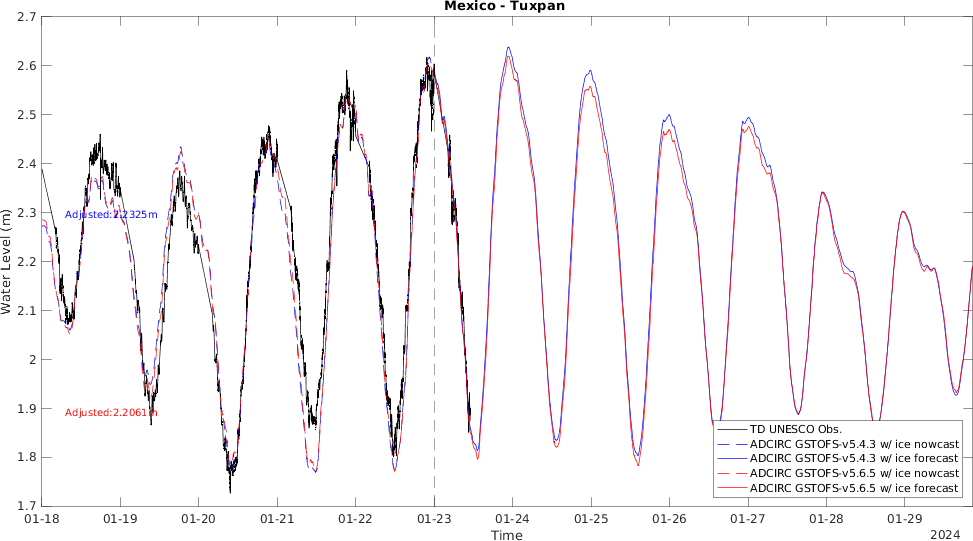 Mexico - Tuxpan
2.7
2.6
2.5
2.4
2.3
2.2
2.1
2
1.9
1.8
1.7
Water Level (m)
Adjusted:2.2325m
Adjusted:2.2061m
TD UNESCO Obs.
ADCIRC GSTOFS-v5.4.3 w/ ice nowcast
ADCIRC GSTOFS-v5.4.3 w/ ice forecast
ADCIRC GSTOFS-v5.6.5 w/ ice nowcast
ADCIRC GSTOFS-v5.6.5 w/ ice forecast
01-18 01-19 01-20 01-21 01-22 01-23 01-24 01-25 01-26 01-27 01-28 01-29
Time
2024